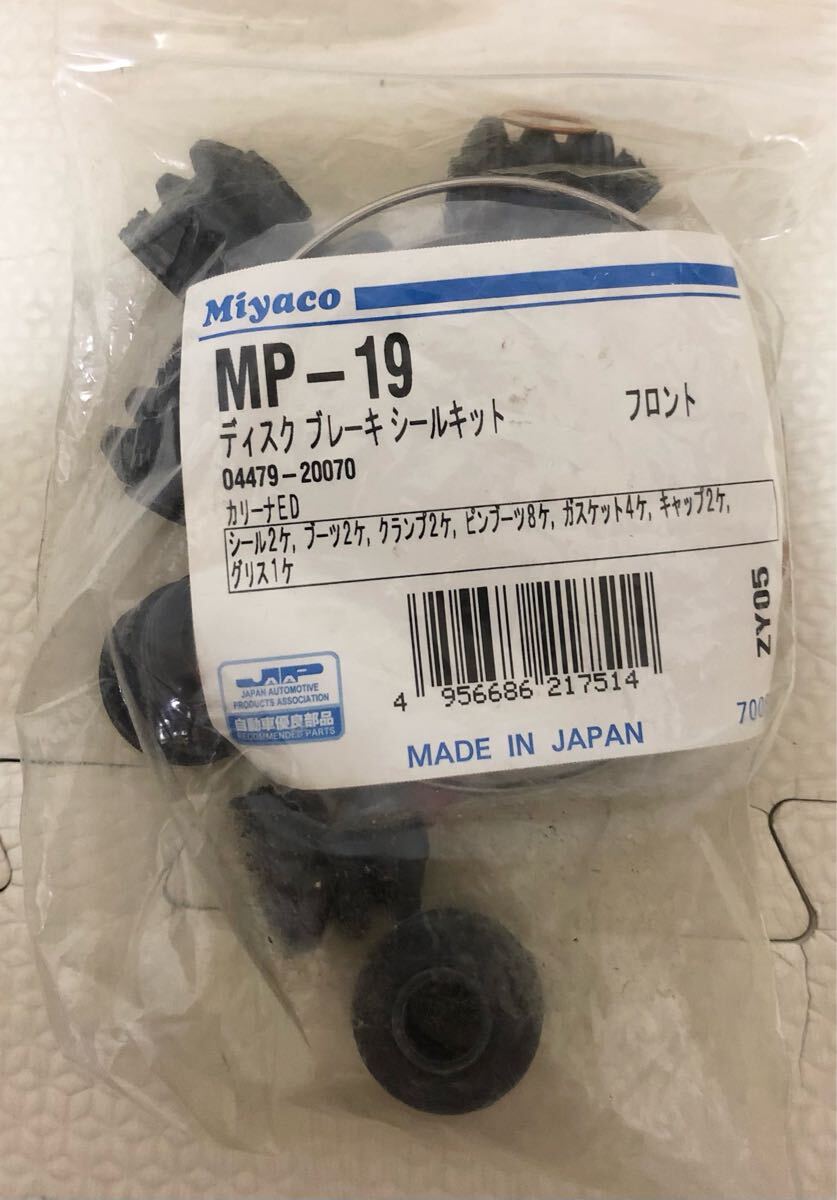 Miyaco
MP-19
ディスク ブレーキ シールキット フロント
04479-20070
カリーナED
シール2ケ, ブーツ2ケ, クランプ2ケ, ピンブーツ8ケ, ガスケット4ケ, キャップ2ケ,
グリス1ケ
ZY05
JAPA
JAPAN AUTOMOTIVE
PRODUCTS ASSOCIATION
自動車優良部品
RECOMMENDED PARTS
4 956686 217514
MADE IN JAPAN